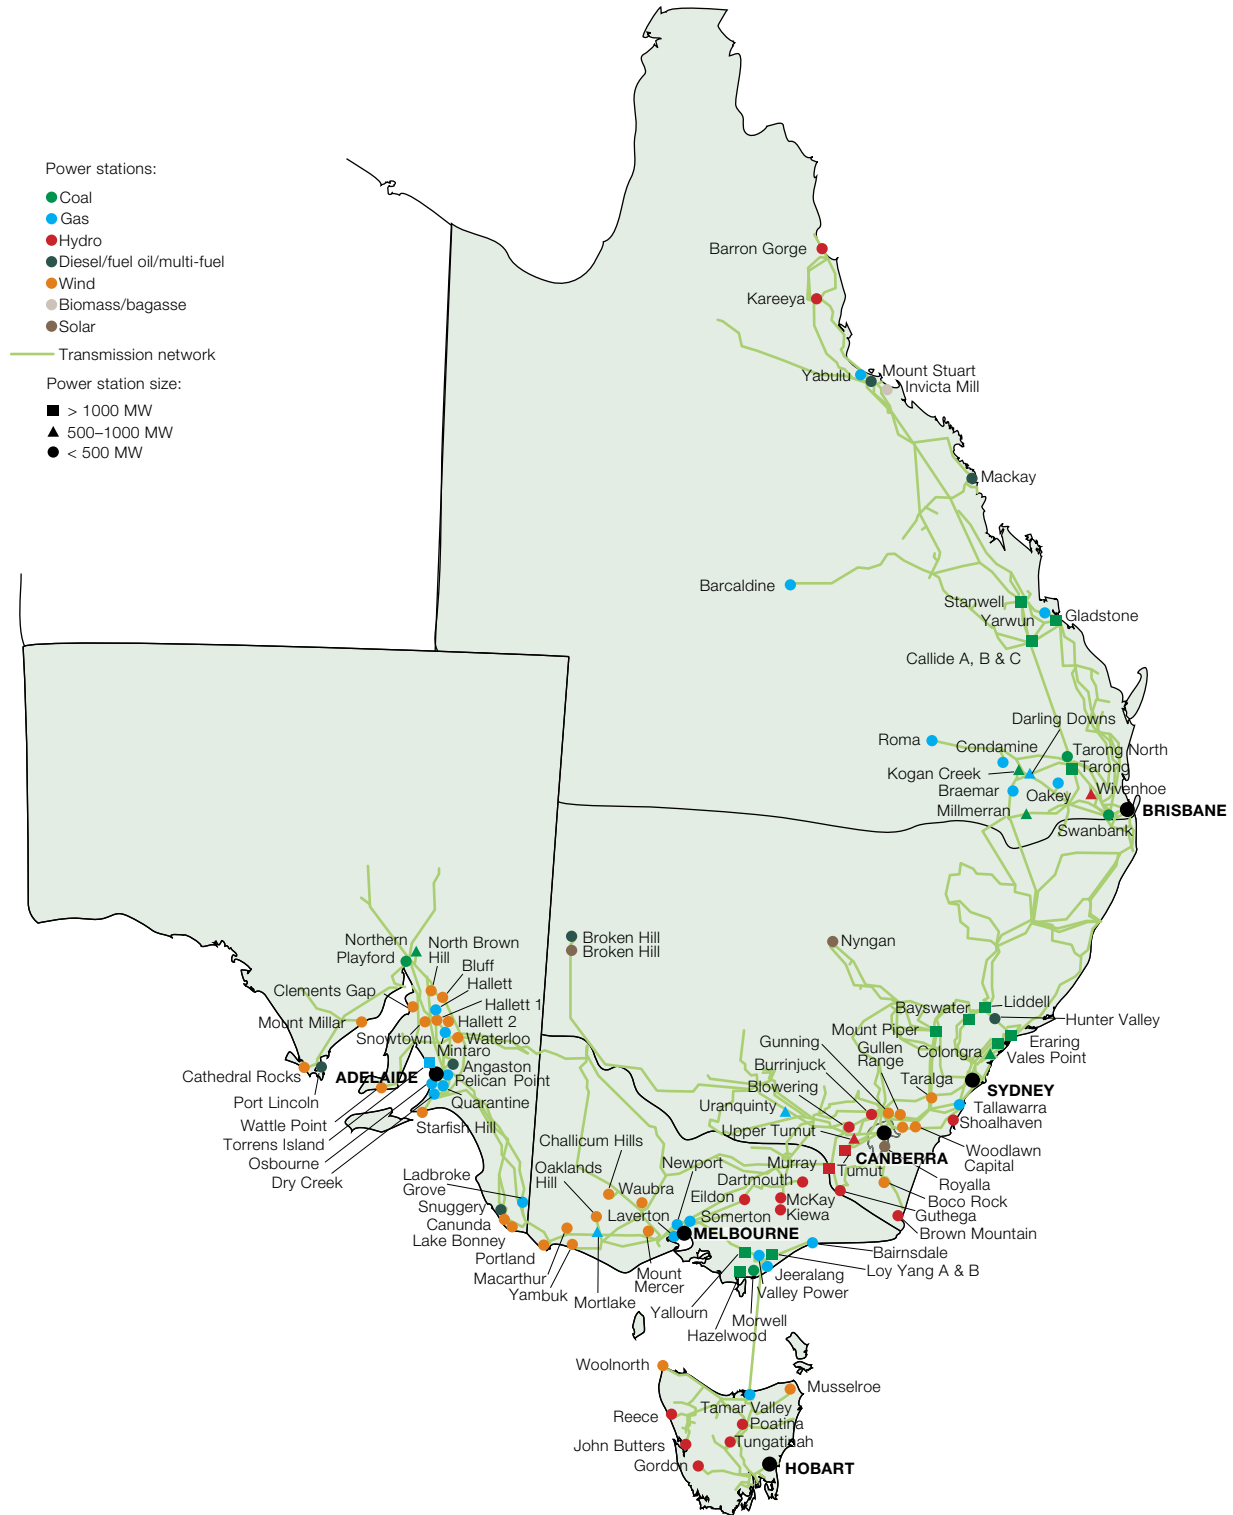 Power stations:
Coal
Gas
Hydro
Diesel/fuel oil/multi-fuel
Wind
Biomass/bagasse
Solar
Transmission network
Power station size:
> 1000 MW
500–1000 MW
< 500 MW
Barron Gorge
Kareeya
Yabulu
Mount Stuart
Invicta Mill
Mackay
Barcaldine
Stanwell
Yarwun
Gladstone
Callide A, B & C
Darling Downs
Roma
Condamine
Tarong North
Tarong
Kogan Creek
Braemar
Oakey
Wivenhoe
Millmerran
BRISBANE
Swanbank
Northern
Playford
North Brown
Hill
Bluff
Hallett
Clements Gap
Hallett 1
Mount Millar
Hallett 2
Snowtown
Waterloo
Mintaro
Angaston
Cathedral Rocks
ADELAIDE
Pelican Point
Port Lincoln
Quarantine
Wattle Point
Starfish Hill
Torrens Island
Osbourne
Dry Creek
Broken Hill
Broken Hill
Nyngan
Bayswater
Liddell
Hunter Valley
Mount Piper
Eraring
Gunning
Gullen
Range
Colongra
Vales Point
Burrinjuck
Taralga
Blowering
SYDNEY
Uranquinty
Tallawarra
Shoalhaven
Upper Tumut
CANBERRA
Woodlawn
Capital
Murray
Tumut
Royalla
Boco Rock
Guthega
Brown Mountain
Challicum Hills
Newport
Oaklands
Hill
Dartmouth
Ladbroke
Grove
Waubra
Eildon
McKay
Snuggery
Laverton
Somerton
Kiewa
Canunda
Lake Bonney
MELBOURNE
Bairnsdale
Portland
Macarthur
Yambuk
Mount
Mercer
Mortlake
Jeeralang
Loy Yang A & B
Valley Power
Yallourn
Morwell
Hazelwood
Woolnorth
Musselroe
Tamar Valley
Reece
Poatina
John Butters
Tungatinah
Gordon
HOBART